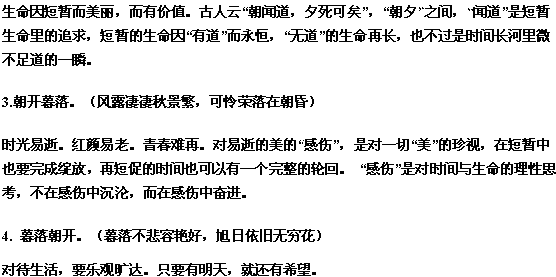 生命因短暂而美丽，而有价值。古人云“朝闻道，夕死可矣”，“朝夕”之间，“闻道”是短暂
生命里的追求，短暂的生命因“有道”而永恒，“无道”的生命再长，也不过是时间长河里微
不足道的一瞬。
3.朝开暮落。（风露凄凄秋景繁，可怜荣落在朝昏）
时光易逝。红颜易老。青春难再。对易逝的美的“感伤”，是对一切“美”的珍视，在短暂中
也要完成绽放，再短促的时间也可以有一个完整的轮回。 “感伤”是对时间与生命的理性思
考，不在感伤中沉沦，而在感伤中奋进。
4. 暮落朝开。（暮落不悲容艳好，旭日依旧无穷花）
对待生活，要乐观旷达。只要有明天，就还有希望。